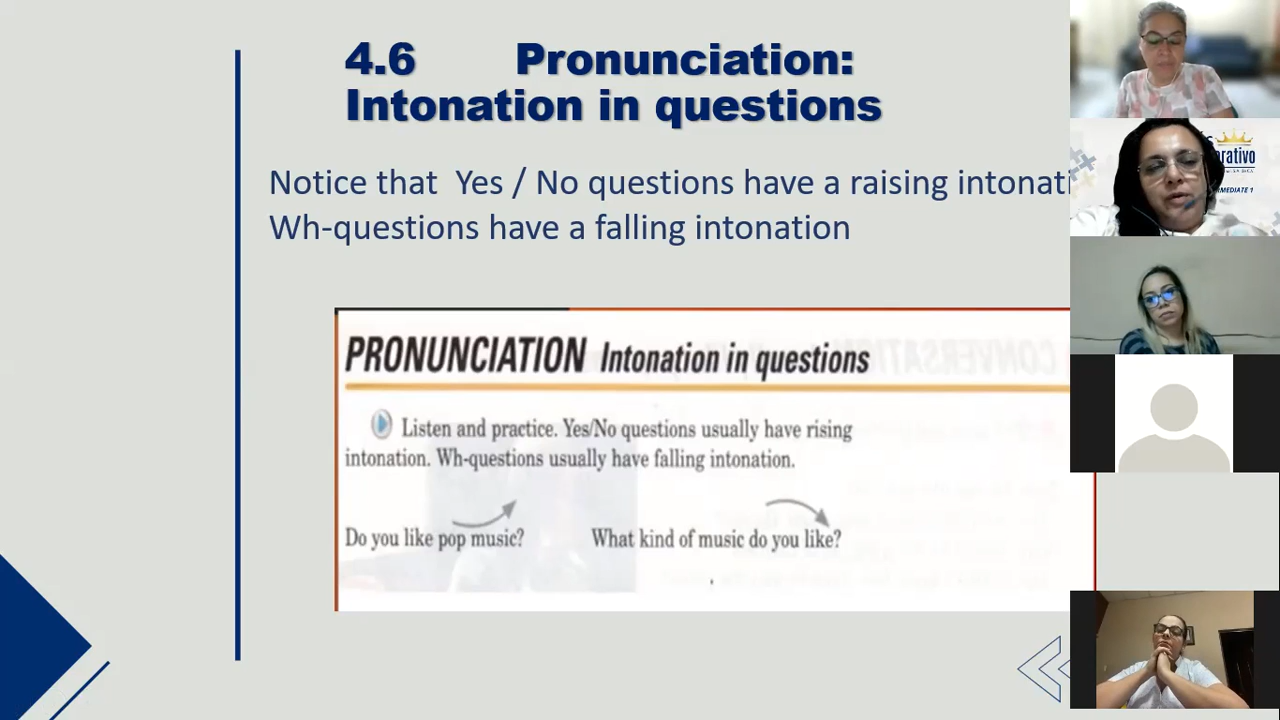 4.6 Pronunciation:
Intonation in questions
Notice that Yes / No questions have a raising intonati
Wh-questions have a falling intonation
PRONUNCIATION Intonation in questions
Listen and practice. Yes/No questions usually have rising
intonation. Wh-questions usually have falling intonation.
Do you like pop music? What kind of music do you like?